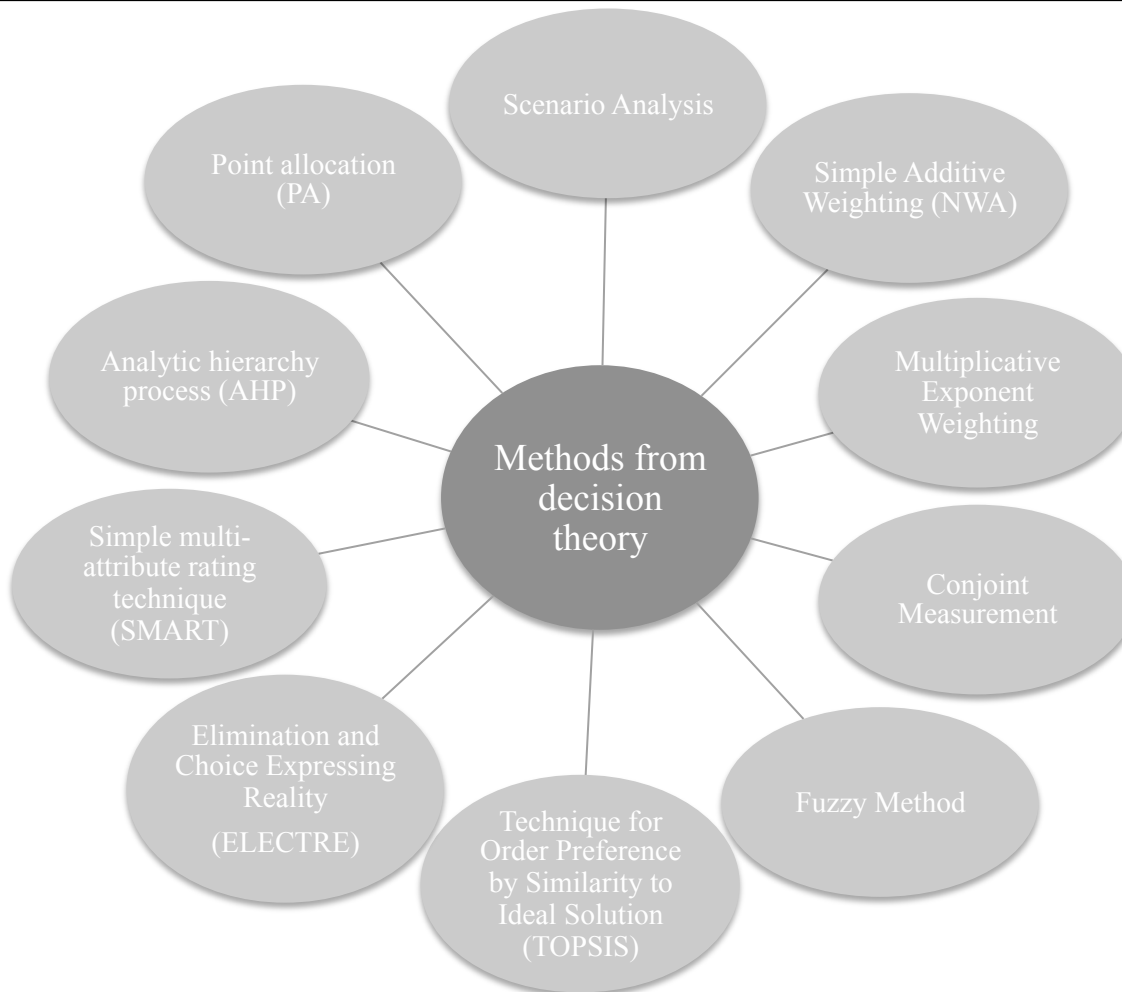 Scenario Analysis
Simple Additive
Weighting (NWA)
Multiplicative
Exponent
Weighting
Conjoint
Measurement
Fuzzy Method
Technique for
Order Preference
by Similarity to
Ideal Solution
(TOPSIS)
Elimination and
Choice Expressing
Reality
(ELECTRE)
Simple multi-
attribute rating
technique
(SMART)
Analytic hierarchy
process (AHP)
Point allocation
(PA)
Methods from
decision
theory